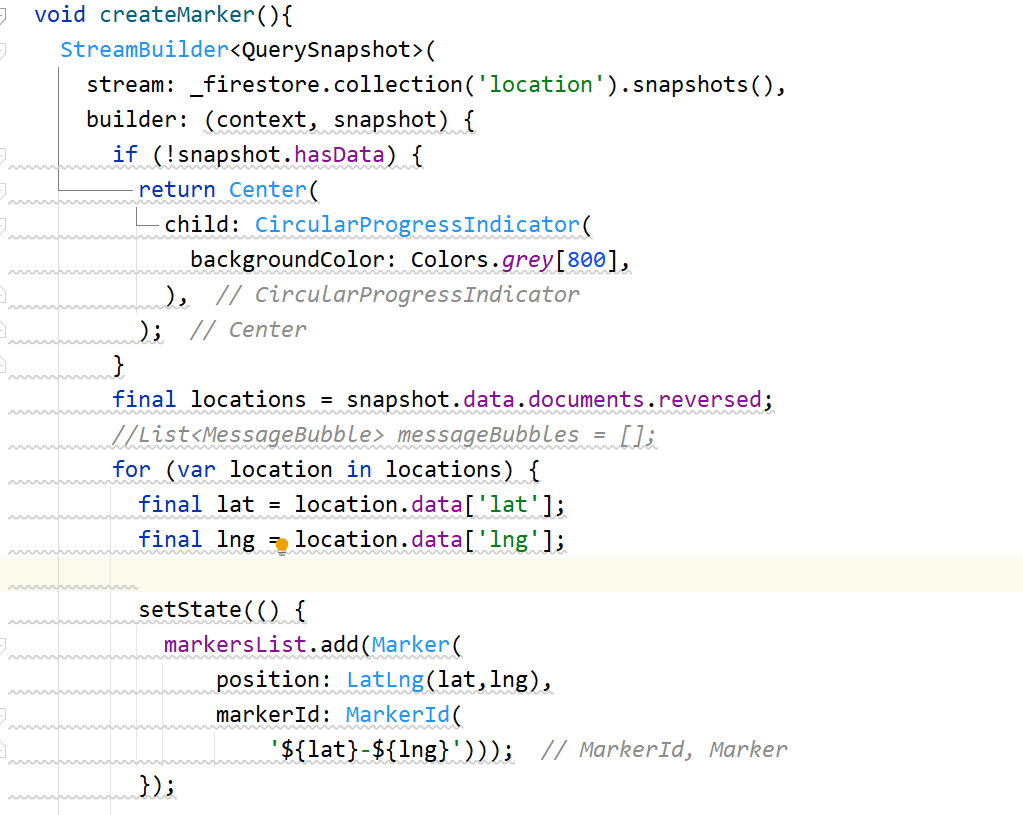 void createMarker(){
StreamBuilder<QuerySnapshot>(
stream: _firestore.collection('location').snapshots(),
builder: (context, snapshot) {
if (!snapshot.hasData) {
return Center(
child: CircularProgressIndicator(
backgroundColor: Colors.grey[800],
), // CircularProgressIndicator
); // Center
}
final locations = snapshot.data.documents.reversed;
//List<MessageBubble> messageBubbles = [];
for (var location in locations) {
final lat = location.data['lat'];
final lng = location.data['lng'];
setState(() {
markersList.add(Marker(
position: LatLng(lat,lng),
markerId: MarkerId(
'${lat}-${lng}'))); // MarkerId, Marker
});